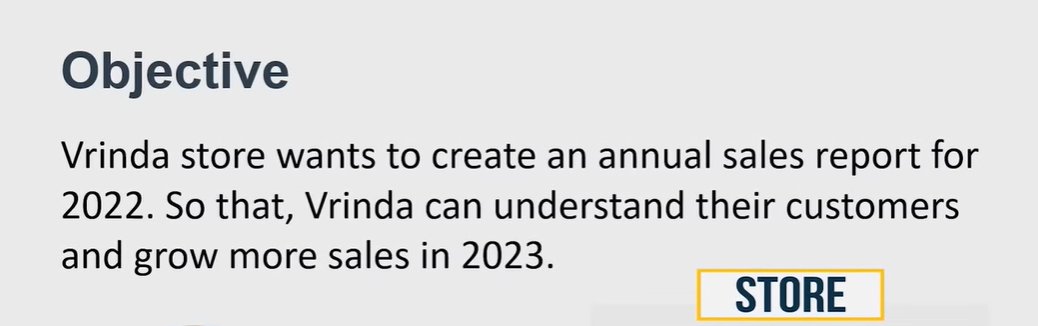 Objective
Vrinda store wants to create an annual sales report for
2022. So that, Vrinda can understand their customers
and grow more sales in 2023.
STORE